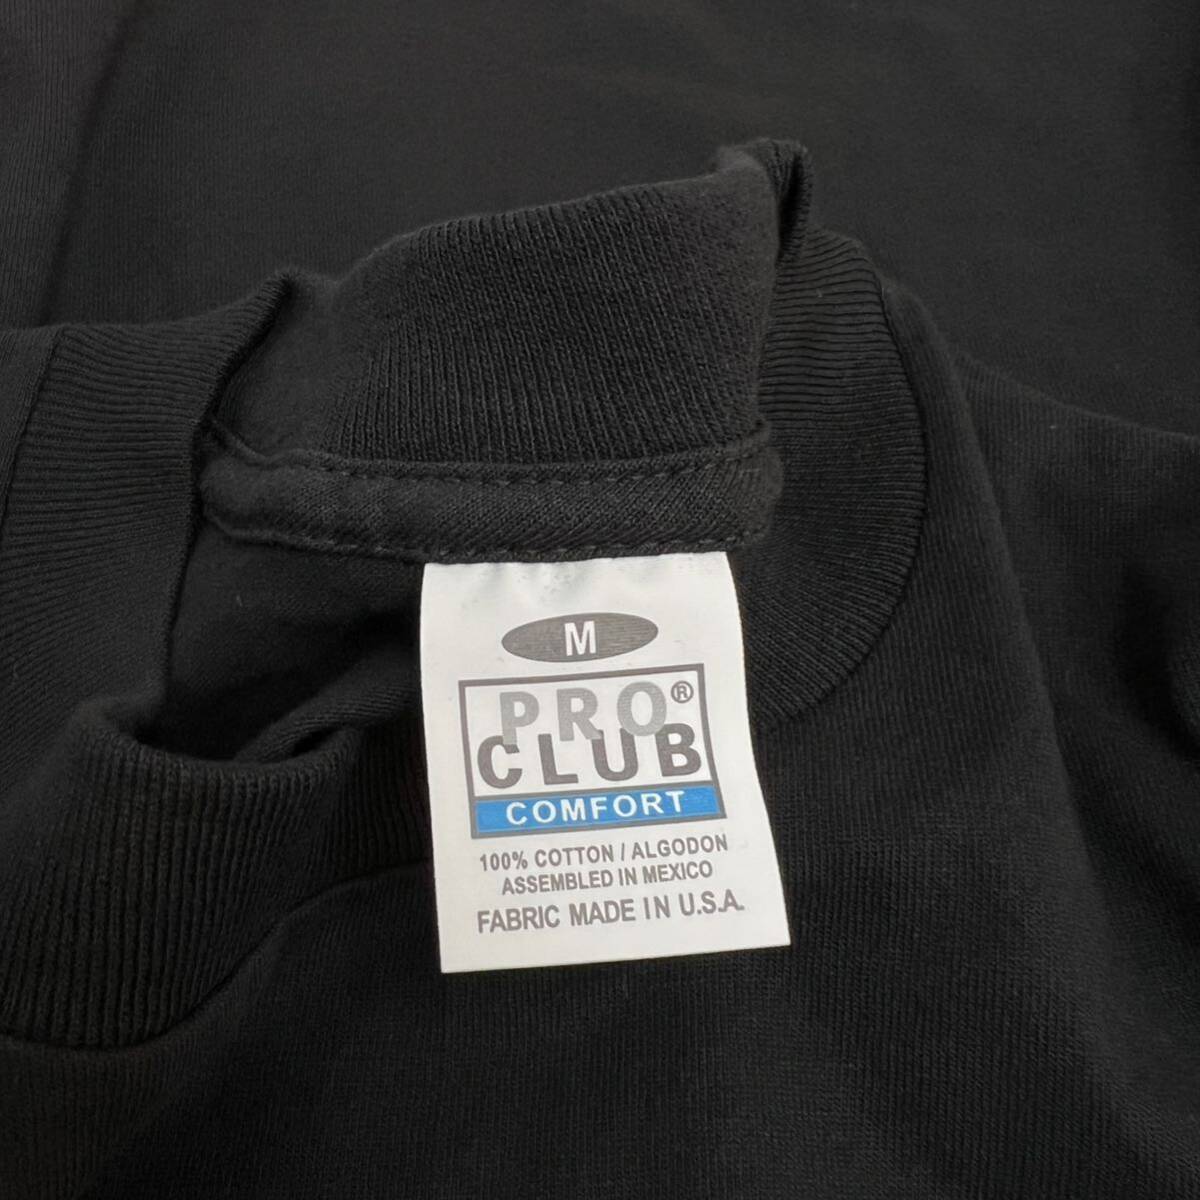 M
PRO®
CLUB
COMFORT
100% COTTON / ALGODON
ASSEMBLED IN MEXICO
FABRIC MADE IN U.S.A.